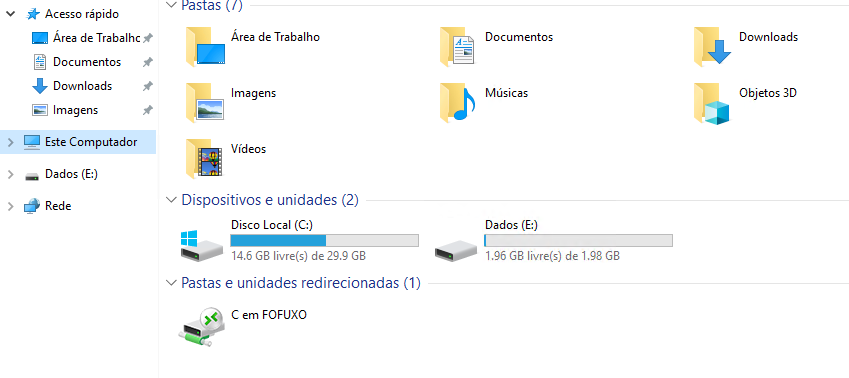 Acesso rápido
Área de Trabalho
Documentos
Downloads
Imagens
Este Computador
Dados (E:)
Rede
Pastas (7)
Área de Trabalho
Documentos
Downloads
Imagens
Músicas
Objetos 3D
Vídeos
Dispositivos e unidades (2)
Disco Local (C:)
14.6 GB livre(s) de 29.9 GB
Dados (E:)
1.96 GB livre(s) de 1.98 GB
Pastas e unidades redirecionadas (1)
C em FOFUXO